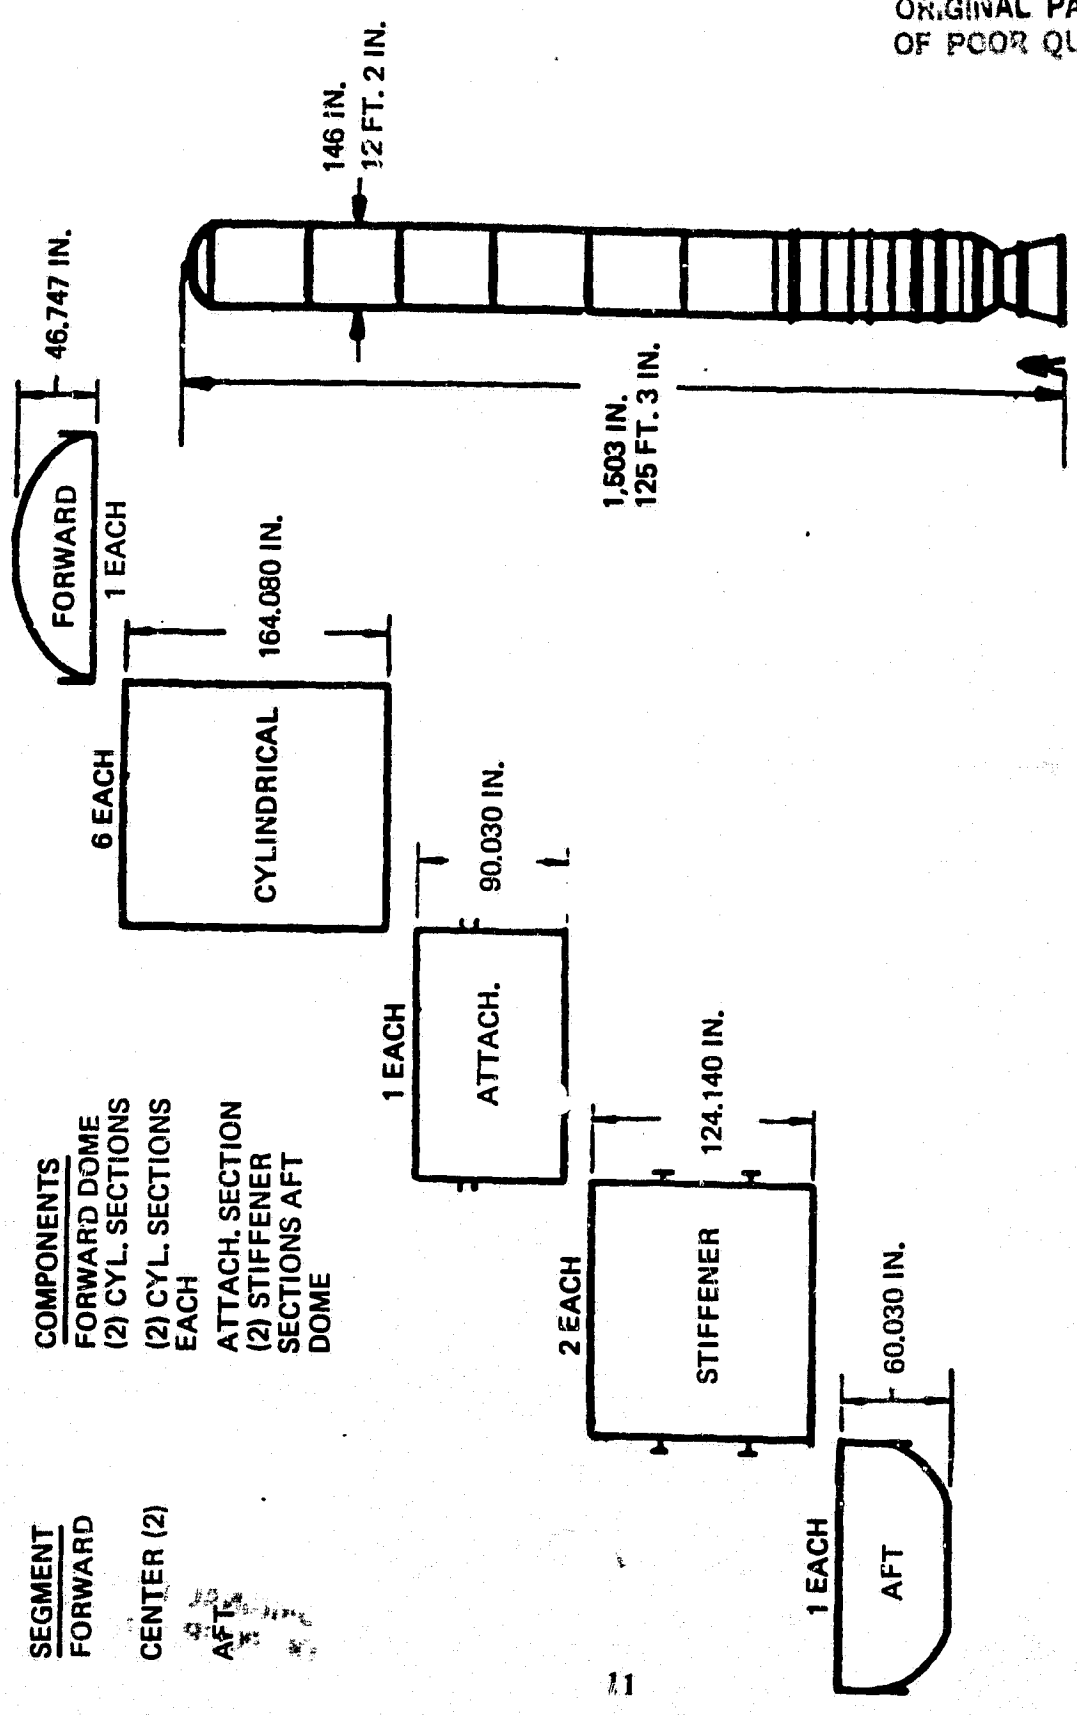 ORIGINAL PA
OF POOR QU
SEGMENT
FORWARD
CENTER (2)
AFT
COMPONENTS
FORWARD DOME
(2) CYL. SECTIONS
(2) CYL. SECTIONS
EACH
ATTACH. SECTION
(2) STIFFENER
SECTIONS AFT
DOME
46.747 IN.
FORWARD
1 EACH
6 EACH
CYLINDRICAL
164.080 IN.
1 EACH
ATTACH.
90.030 IN.
2 EACH
STIFFENER
124.140 IN.
1 EACH
AFT
60.030 IN.
146 IN.
12 FT. 2 IN.
1,503 IN.
125 FT. 3 IN.
11